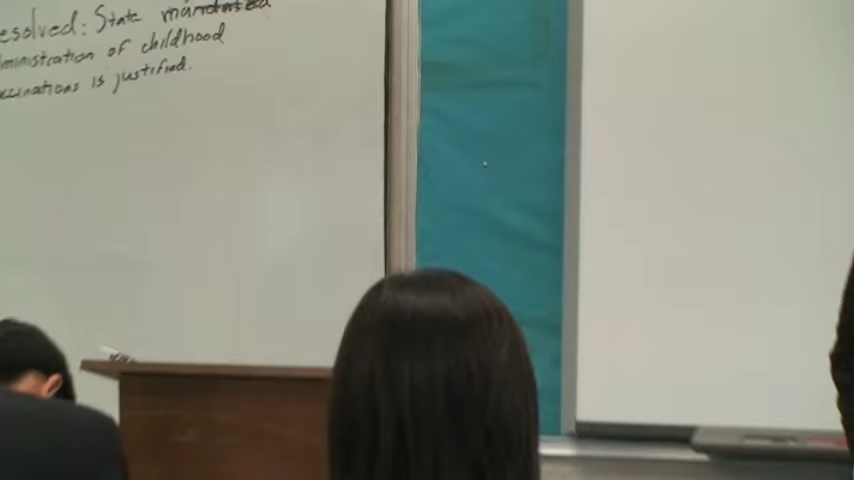 esolved: State mandated
ministration of childhood
ccinations is justified.